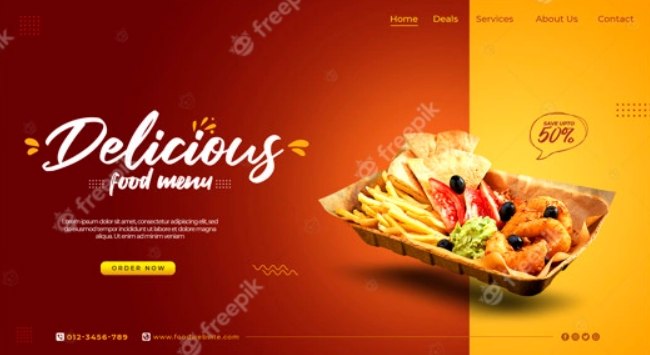 Home Deals Services About Us Contact
Delicious
food menu
SAVE UPTO
50%
Lorem ipsum dolor sit amet, consectetur adipiscing elit, sed
do eiusmod tempor incididunt ut labore et dolore magna
aliqua. Ut enim ad minim veniam
ORDER NOW
012-3456-789 www.foodwebsite.com
freepik
freepik
freepik
freepik
freepik